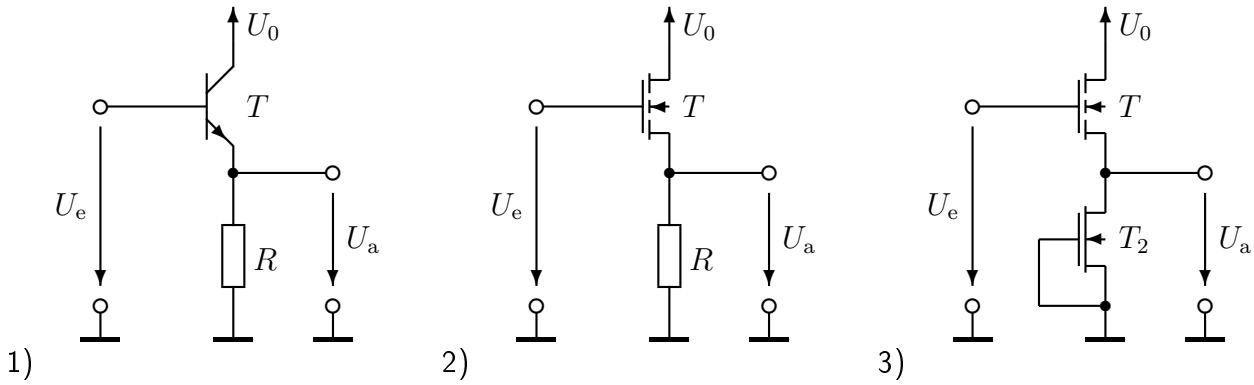 U₀ U₀ U₀
T T T
Uₑ Uₑ Uₑ
R Uₐ R Uₐ T₂ Uₐ
1) 2) 3)